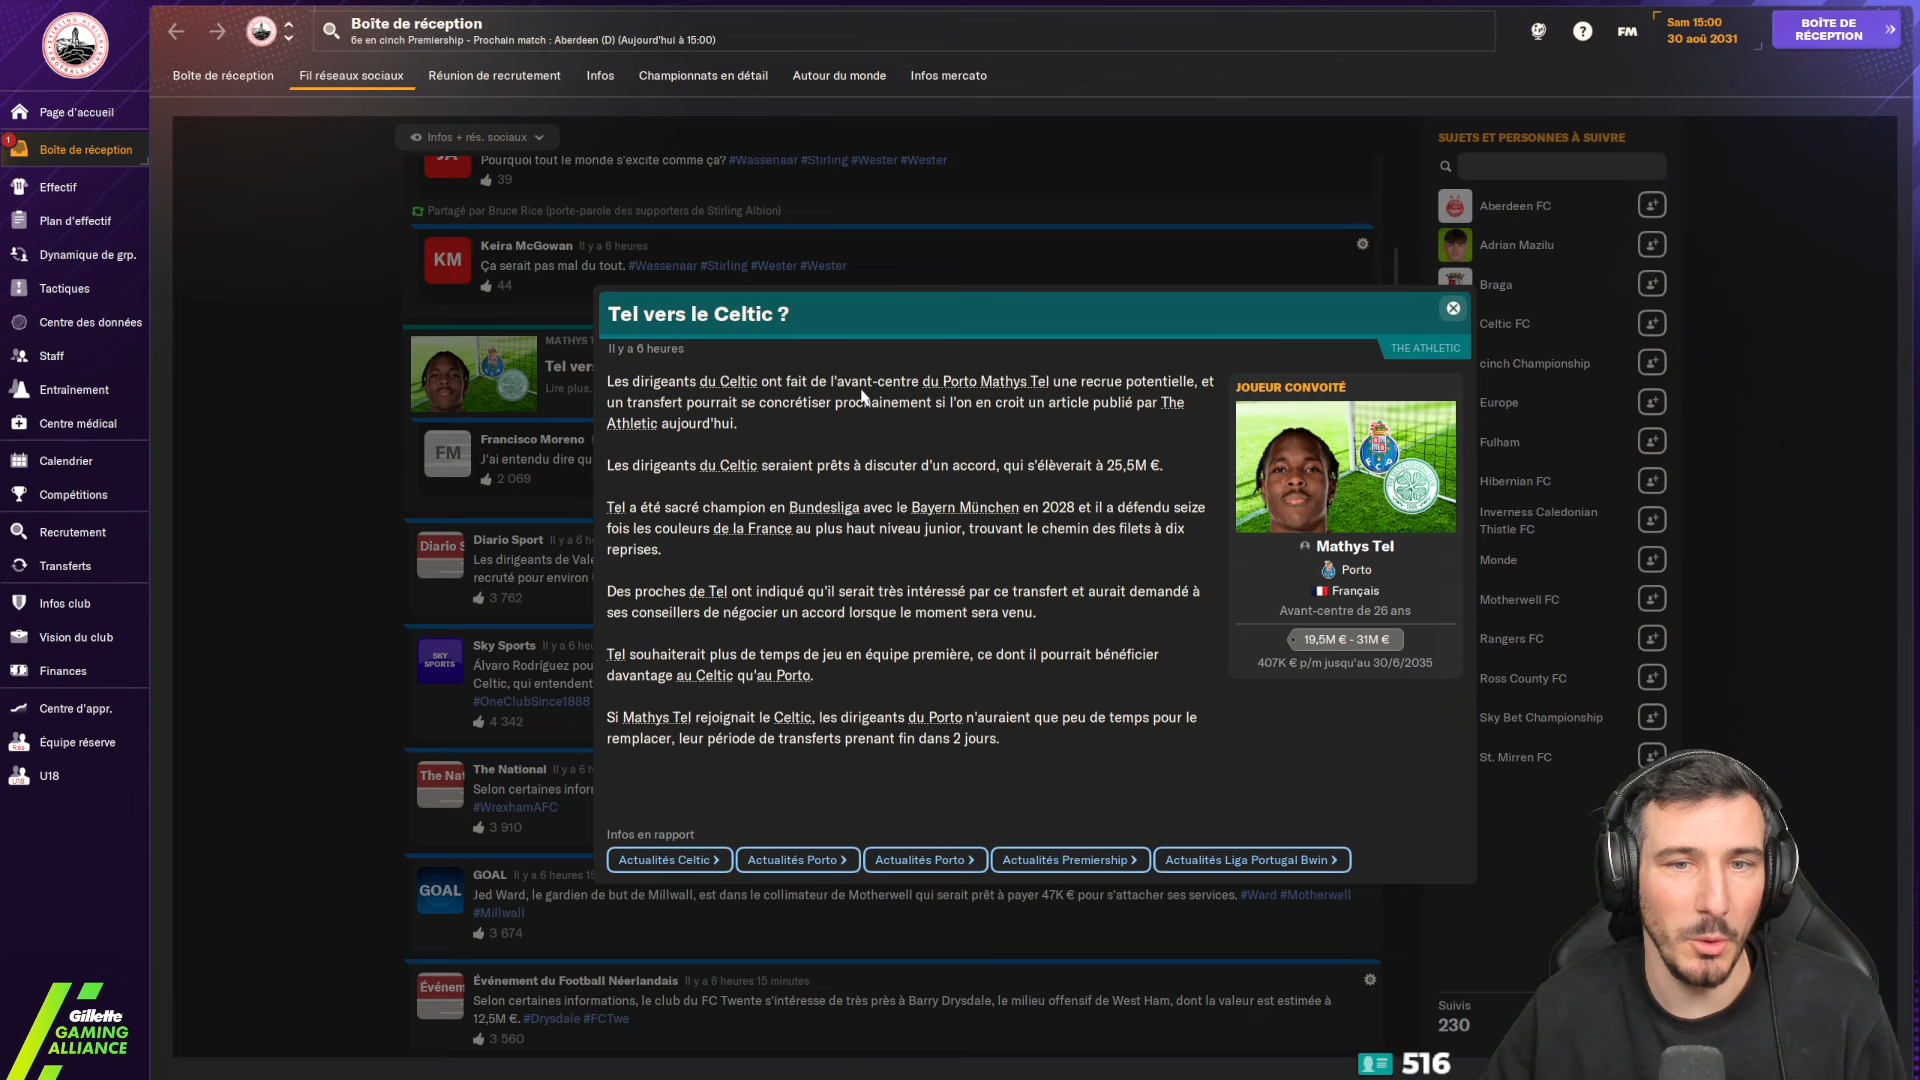 Boîte de réception
6e en cinch Premiership - Prochain match : Aberdeen (D) (Aujourd'hui à 15:00)
FM
Sam 15:00
30 aoû 2031
BOÎTE DE
RÉCEPTION
Boîte de réception
Fil réseaux sociaux
Réunion de recrutement
Infos
Championnats en détail
Autour du monde
Infos mercato
Page d'accueil
1
Boîte de réception
Effectif
Plan d'effectif
Dynamique de grp.
Tactiques
Centre des données
Staff
Entraînement
Centre médical
Calendrier
Compétitions
Recrutement
Transferts
Infos club
Vision du club
Finances
Centre d'appr.
Équipe réserve
U18
Gillette
GAMING
ALLIANCE
Infos + rés. sociaux
Pourquoi tout le monde s'excite comme ça? #Wassenaar #Stirling #Wester #Wester
39
Partagé par Bruce Rice (porte-parole des supporters de Stirling Albion)
KM
Keira McGowan Il y a 6 heures
Ça serait pas mal du tout. #Wassenaar #Stirling #Wester #Wester
44
MATHYS T
Tel vers
Lire plus.
FM
Francisco Moreno
J'ai entendu dire qu
2 069
Diario S
Diario Sport Il y a 6 h
Les dirigeants de Vale
recruté pour environ
3 762
SKY
SPORTS
Sky Sports Il y a 6 heu
Álvaro Rodríguez pou
Celtic, qui entendent
#OneClubSince1888
4 342
The Nat
The National Il y a 6 h
Selon certaines infor
#WrexhamAFC
3 910
GOAL
GOAL Il y a 6 heures 15
Jed Ward, le gardien de but de Millwall, est dans le collimateur de Motherwell qui serait prêt à payer 47K € pour s'attacher ses services. #Ward #Motherwell
#Millwall
3 674
Événem
Événement du Football Néerlandais Il y a 6 heures 15 minutes
Selon certaines informations, le club du FC Twente s'intéresse de très près à Barry Drysdale, le milieu offensif de West Ham, dont la valeur est estimée à
12,5M €. #Drysdale #FCTwe
3 560
Tel vers le Celtic ?
Il y a 6 heures
THE ATHLETIC
Les dirigeants du Celtic ont fait de l'avant-centre du Porto Mathys Tel une recrue potentielle, et
un transfert pourrait se concrétiser prochainement si l'on en croit un article publié par The
Athletic aujourd'hui.
Les dirigeants du Celtic seraient prêts à discuter d'un accord, qui s'élèverait à 25,5M €.
Tel a été sacré champion en Bundesliga avec le Bayern München en 2028 et il a défendu seize
fois les couleurs de la France au plus haut niveau junior, trouvant le chemin des filets à dix
reprises.
Des proches de Tel ont indiqué qu'il serait très intéressé par ce transfert et aurait demandé à
ses conseillers de négocier un accord lorsque le moment sera venu.
Tel souhaiterait plus de temps de jeu en équipe première, ce dont il pourrait bénéficier
davantage au Celtic qu'au Porto.
Si Mathys Tel rejoignait le Celtic, les dirigeants du Porto n'auraient que peu de temps pour le
remplacer, leur période de transferts prenant fin dans 2 jours.
Infos en rapport
Actualités Celtic
Actualités Porto
Actualités Porto
Actualités Premiership
Actualités Liga Portugal Bwin
JOUEUR CONVOITÉ
Mathys Tel
Porto
Français
Avant-centre de 26 ans
19,5M € - 31M €
407K € p/m jusqu'au 30/6/2035
SUJETS ET PERSONNES À SUIVRE
Aberdeen FC
Adrian Mazilu
Braga
Celtic FC
cinch Championship
Europe
Fulham
Hibernian FC
Inverness Caledonian
Thistle FC
Monde
Motherwell FC
Rangers FC
Ross County FC
Sky Bet Championship
St. Mirren FC
Suivis
230
516